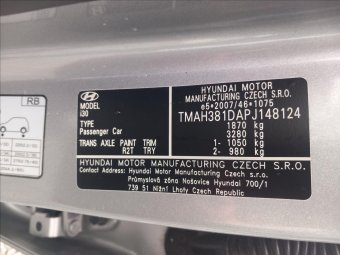 RB
HYUNDAI
MODEL
i30
TYPE
Passenger Car
TRANS AXLE PAINT TRIM
R2T TRY
HYUNDAI MOTOR
MANUFACTURING CZECH S.R.O.
e5*2007/46*1075
TMAH381DAPJ148124
1870 kg
3280 kg
1- 1050 kg
2- 980 kg
HYUNDAI MOTOR MANUFACTURING CZECH S.R.O.
Contact : Hyundai Motor Manufacturing Czech s.r.o.
Průmyslová zóna Nošovice Hyundai 700/1
739 51 Nižní Lhoty Czech Republic